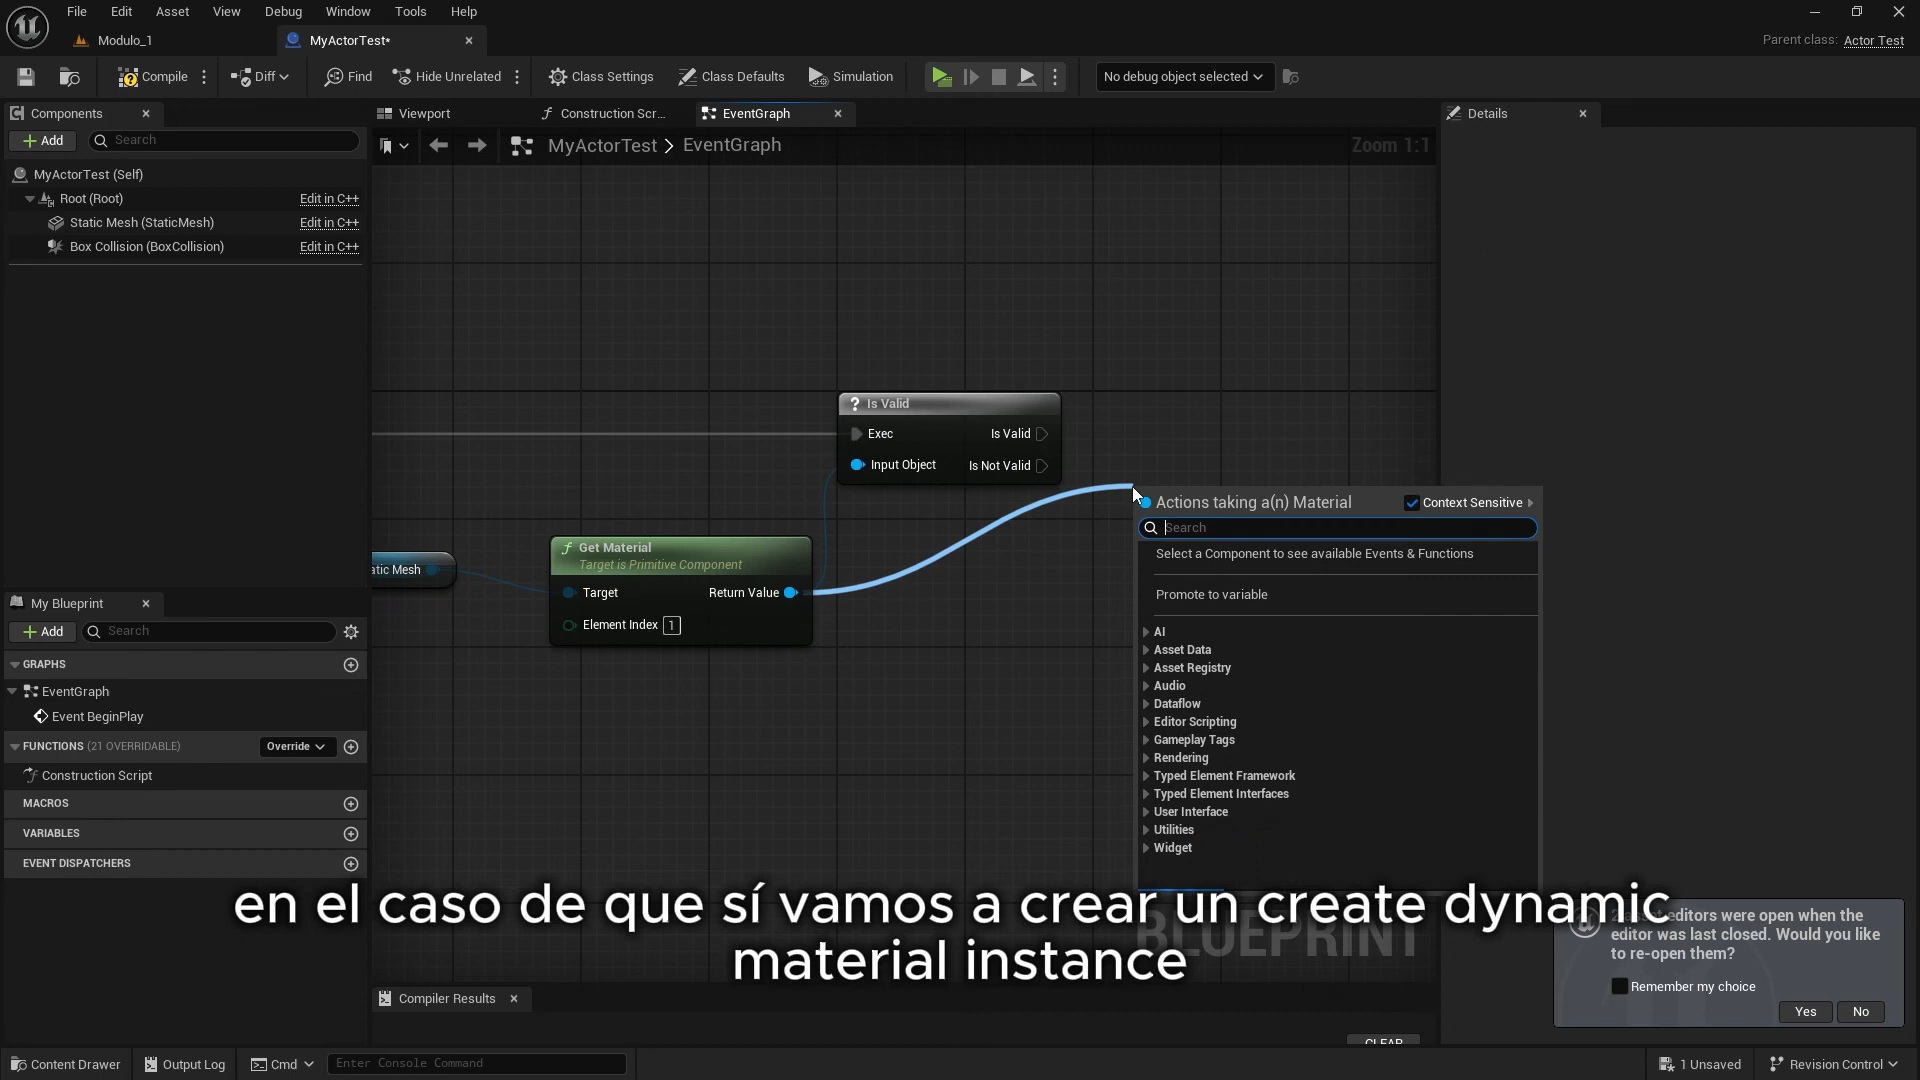 File Edit Asset View Debug Window Tools Help
Modulo_1
MyActorTest*
Parent class: Actor Test
Compile
Diff
Find
Hide Unrelated
Class Settings
Class Defaults
Simulation
No debug object selected
Components
Viewport
Construction Scr...
EventGraph
Details
Add
Search
MyActorTest > EventGraph
Zoom 1:1
MyActorTest (Self)
Root (Root) Edit in C++
Static Mesh (StaticMesh) Edit in C++
Box Collision (BoxCollision) Edit in C++
? Is Valid
Exec Is Valid
Input Object Is Not Valid
Actions taking a(n) Material Context Sensitive
Search
Select a Component to see available Events & Functions
Promote to variable
AI
Asset Data
Asset Registry
Audio
Dataflow
Editor Scripting
Gameplay Tags
Rendering
Typed Element Framework
Typed Element Interfaces
User Interface
Utilities
Widget
atic Mesh
f Get Material
Target is Primitive Component
Target Return Value
Element Index 1
My Blueprint
Add
Search
GRAPHS
EventGraph
Event BeginPlay
FUNCTIONS (21 OVERRIDABLE) Override
Construction Script
MACROS
VARIABLES
EVENT DISPATCHERS
en el caso de que sí vamos a crear un create dynamic
material instance
BLUEPRINT
asset editors were open when the
editor was last closed. Would you like
to re-open them?
Remember my choice
Yes No
Compiler Results
CLEAR
Content Drawer
Output Log
Cmd
Enter Console Command
1 Unsaved
Revision Control